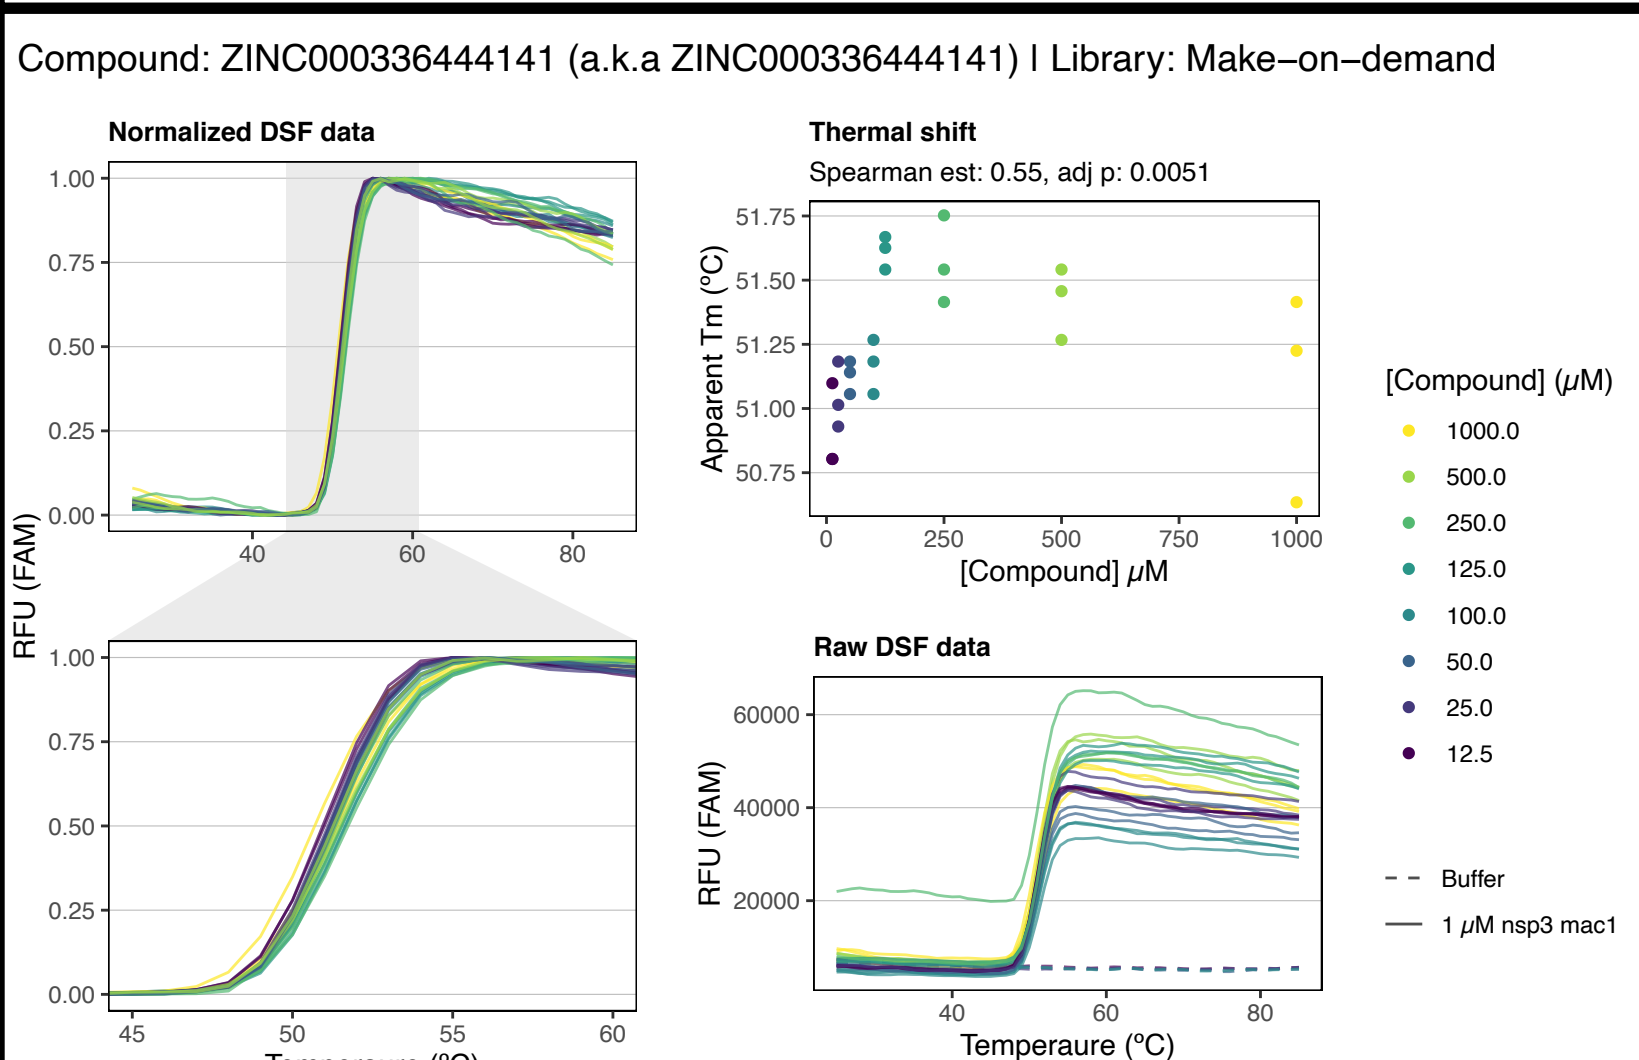 Compound: ZINC000336444141 (a.k.a ZINC000336444141) | Library: Make−on−demand
Normalized DSF data
1.00
0.75
0.50
0.25
0.00
40 60 80
RFU (FAM)
1.00
0.75
0.50
0.25
0.00
45 50 55 60
Temperaure (ºC)
Thermal shift
Spearman est: 0.55, adj p: 0.0051
Apparent Tm (ºC)
51.75
51.50
51.25
51.00
50.75
0 250 500 750 1000
[Compound] µM
Raw DSF data
RFU (FAM)
60000
40000
20000
40 60 80
Temperaure (ºC)
[Compound] (µM)
1000.0
500.0
250.0
125.0
100.0
50.0
25.0
12.5
Buffer
1 µM nsp3 mac1